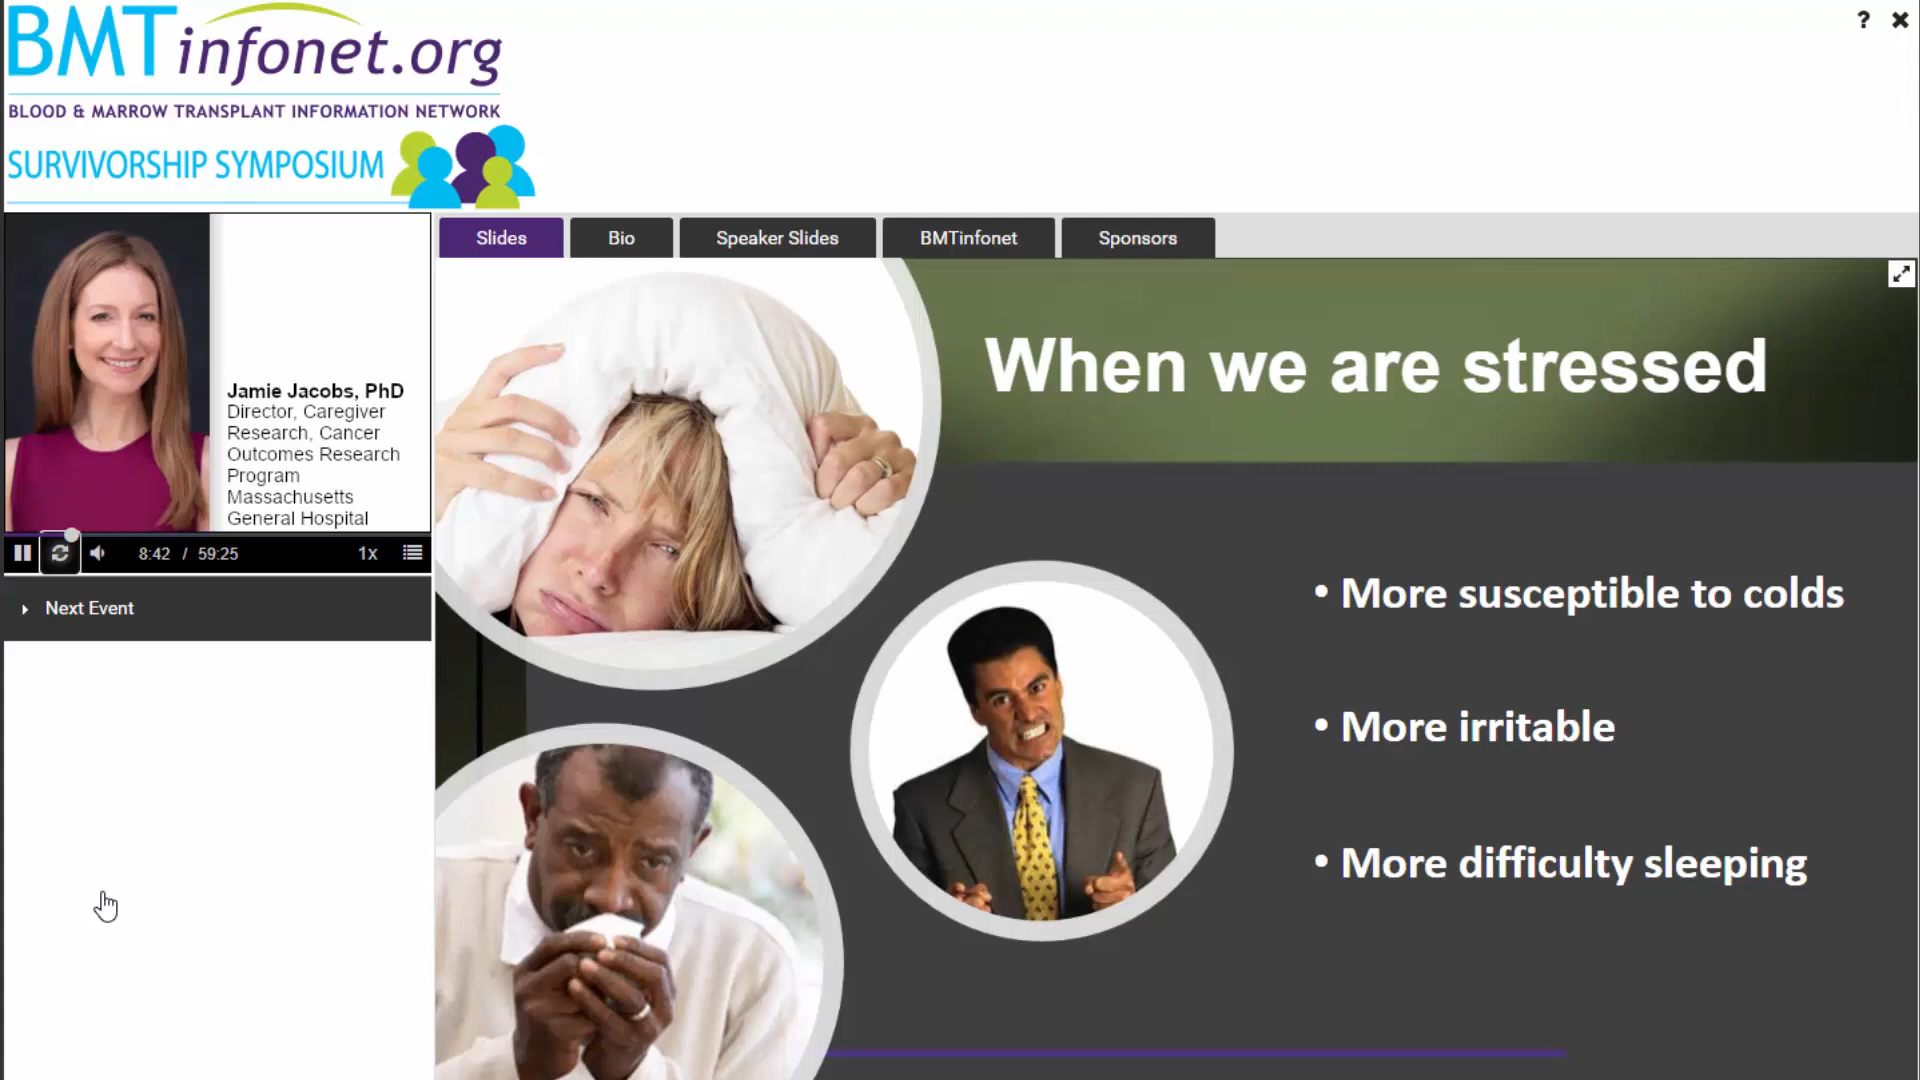 BMTinfonet.org
BLOOD & MARROW TRANSPLANT INFORMATION NETWORK
SURVIVORSHIP SYMPOSIUM
? ✖
Jamie Jacobs, PhD
Director, Caregiver
Research, Cancer
Outcomes Research
Program
Massachusetts
General Hospital
8:42 / 59:25 1x
Next Event
Slides Bio Speaker Slides BMTinfonet Sponsors
When we are stressed
• More susceptible to colds
• More irritable
• More difficulty sleeping